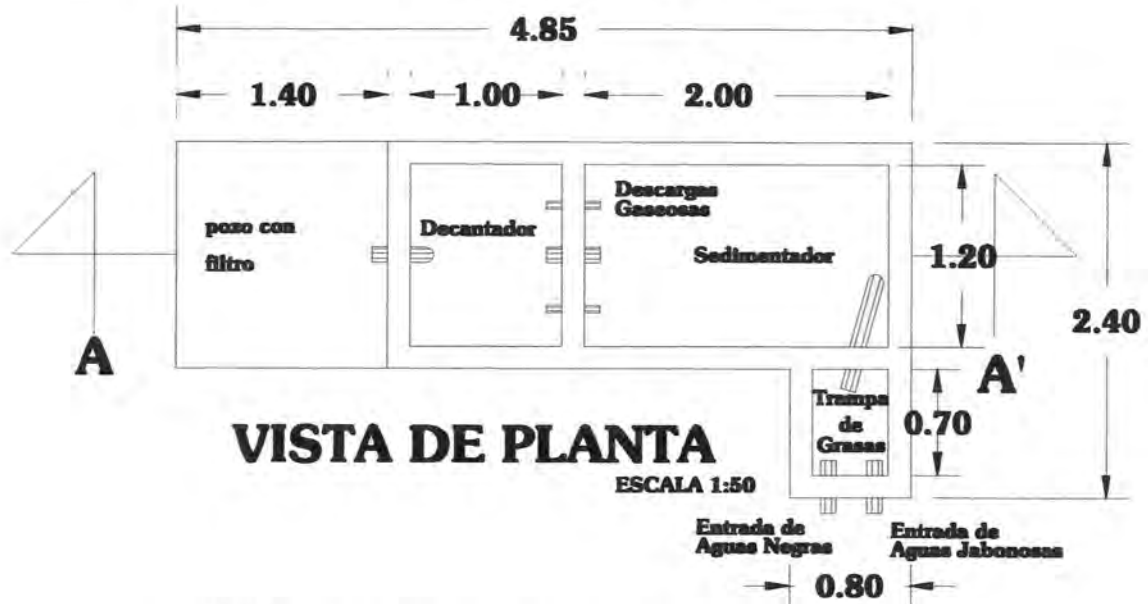 4.85
1.40 1.00 2.00
pozo con
filtro
Decantador
Descargas
Gaseosas
Sedimentador
1.20
2.40
A
A'
Trampa
de
Grasas
0.70
VISTA DE PLANTA
ESCALA 1:50
Entrada de
Aguas Negras
Entrada de
Aguas Jabonosas
0.80